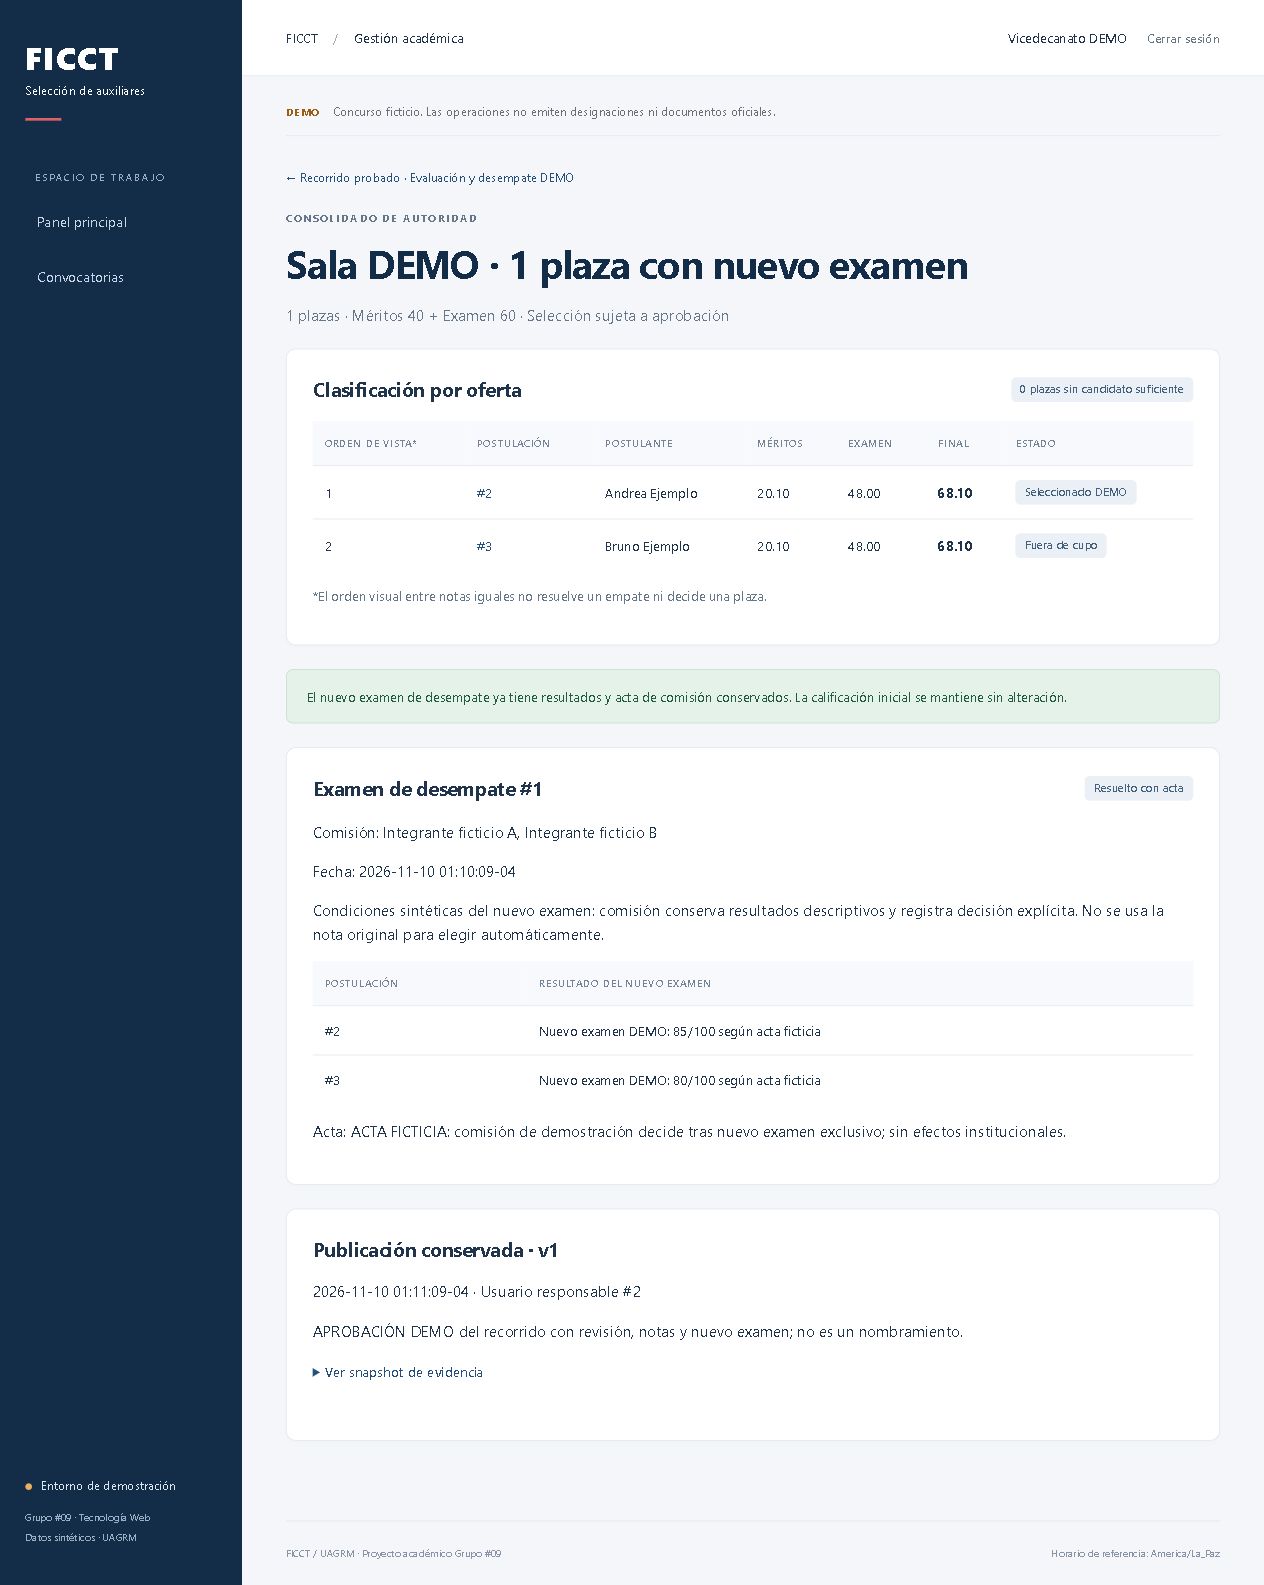 FICCT
Selección de auxiliares
ESPACIO DE TRABAJO
Panel principal
Convocatorias
Entorno de demostración
Grupo #09 · Tecnología Web
Datos sintéticos · UAGRM
FICCT / Gestión académica
Vicedecanato DEMO Cerrar sesión
DEMO Concurso ficticio. Las operaciones no emiten designaciones ni documentos oficiales.
← Recorrido probado · Evaluación y desempate DEMO
CONSOLIDADO DE AUTORIDAD
Sala DEMO · 1 plaza con nuevo examen
1 plazas · Méritos 40 + Examen 60 · Selección sujeta a aprobación
Clasificación por oferta
0 plazas sin candidato suficiente
ORDEN DE VISTA* POSTULACIÓN POSTULANTE MÉRITOS EXAMEN FINAL ESTADO
1 #2 Andrea Ejemplo 20.10 48.00 68.10 Seleccionado DEMO
2 #3 Bruno Ejemplo 20.10 48.00 68.10 Fuera de cupo
*El orden visual entre notas iguales no resuelve un empate ni decide una plaza.
El nuevo examen de desempate ya tiene resultados y acta de comisión conservados. La calificación inicial se mantiene sin alteración.
Examen de desempate #1
Resuelto con acta
Comisión: Integrante ficticio A, Integrante ficticio B
Fecha: 2026-11-10 01:10:09-04
Condiciones sintéticas del nuevo examen: comisión conserva resultados descriptivos y registra decisión explícita. No se usa la
nota original para elegir automáticamente.
POSTULACIÓN RESULTADO DEL NUEVO EXAMEN
#2 Nuevo examen DEMO: 85/100 según acta ficticia
#3 Nuevo examen DEMO: 80/100 según acta ficticia
Acta: ACTA FICTICIA: comisión de demostración decide tras nuevo examen exclusivo; sin efectos institucionales.
Publicación conservada · v1
2026-11-10 01:11:09-04 · Usuario responsable #2
APROBACIÓN DEMO del recorrido con revisión, notas y nuevo examen; no es un nombramiento.
▶ Ver snapshot de evidencia
FICCT / UAGRM · Proyecto académico Grupo #09
Horario de referencia: America/La_Paz